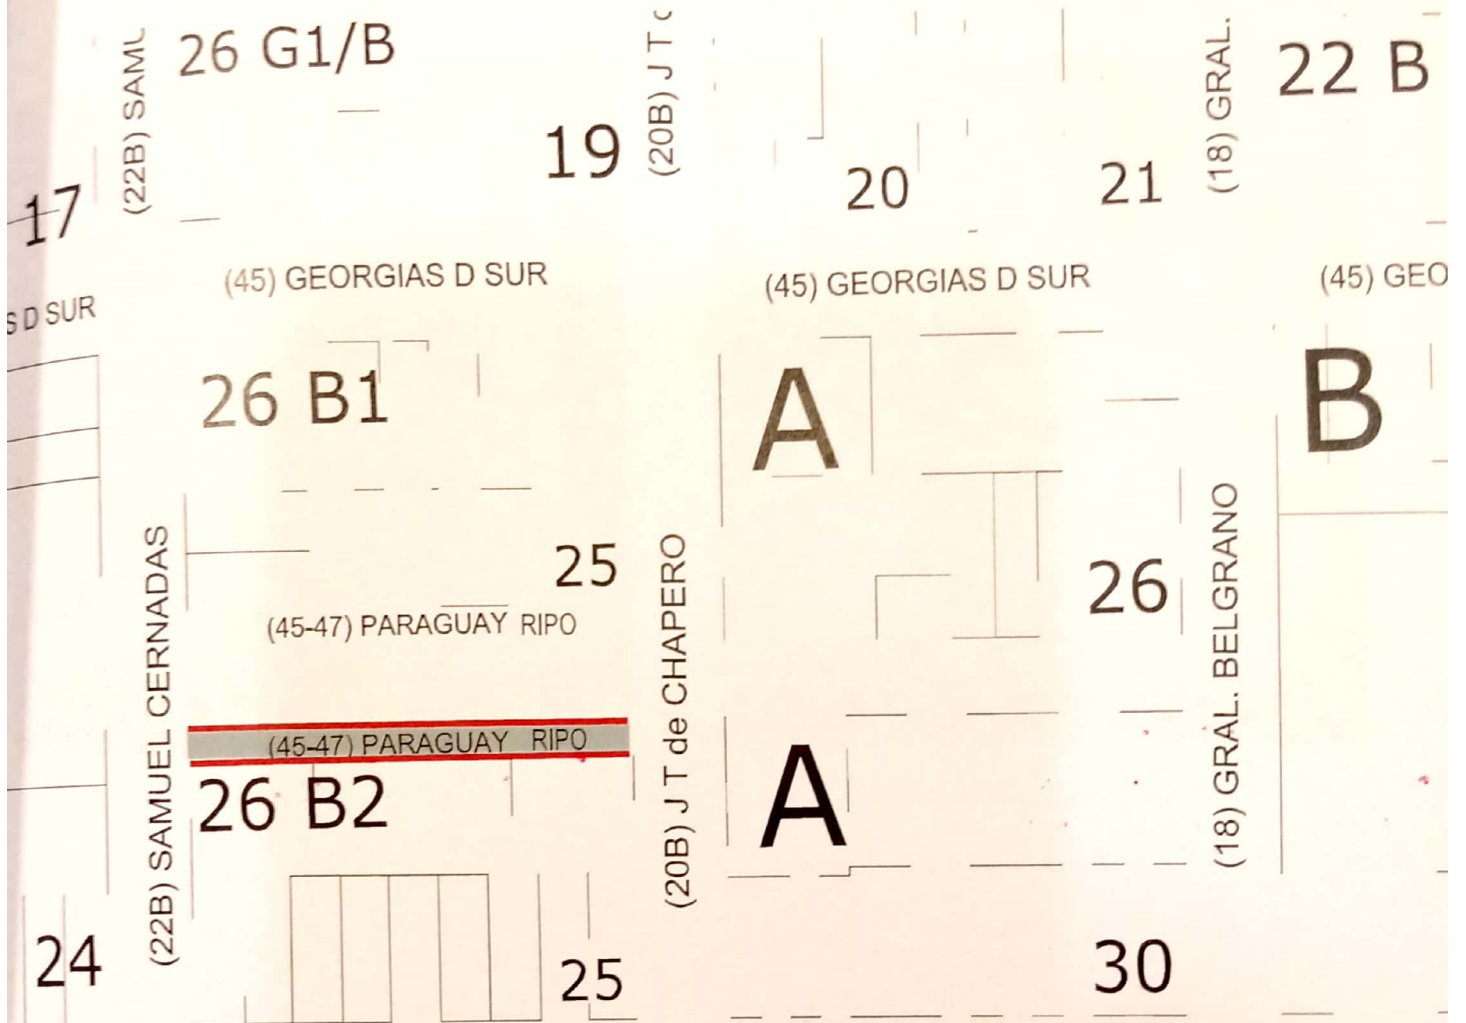 (22B) SAM
26 G1/B
19
(20B) J T
20
21
(18) GRAL.
22 B
17
S D SUR
(45) GEORGIAS D SUR
(45) GEORGIAS D SUR
(45) GEO
26 B1
A
B
25
26
(45-47) PARAGUAY RIPO
(22B) SAMUEL CERNADAS
(20B) J T de CHAPERO
(18) GRAL. BELGRANO
(45-47) PARAGUAY RIPO
26 B2
A
24
25
30